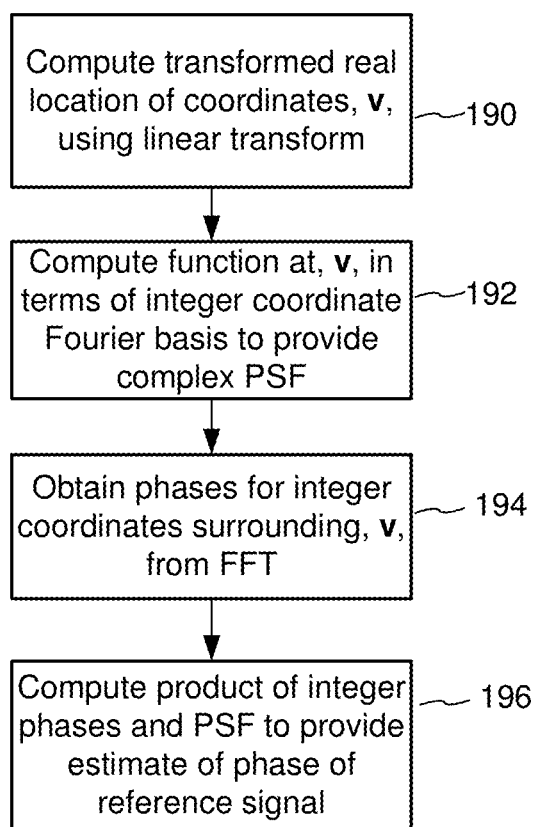 Compute transformed real
location of coordinates, v,
using linear transform
190
Compute function at, v, in
terms of integer coordinate
Fourier basis to provide
complex PSF
192
Obtain phases for integer
coordinates surrounding, v,
from FFT
194
Compute product of integer
phases and PSF to provide
estimate of phase of
reference signal
196